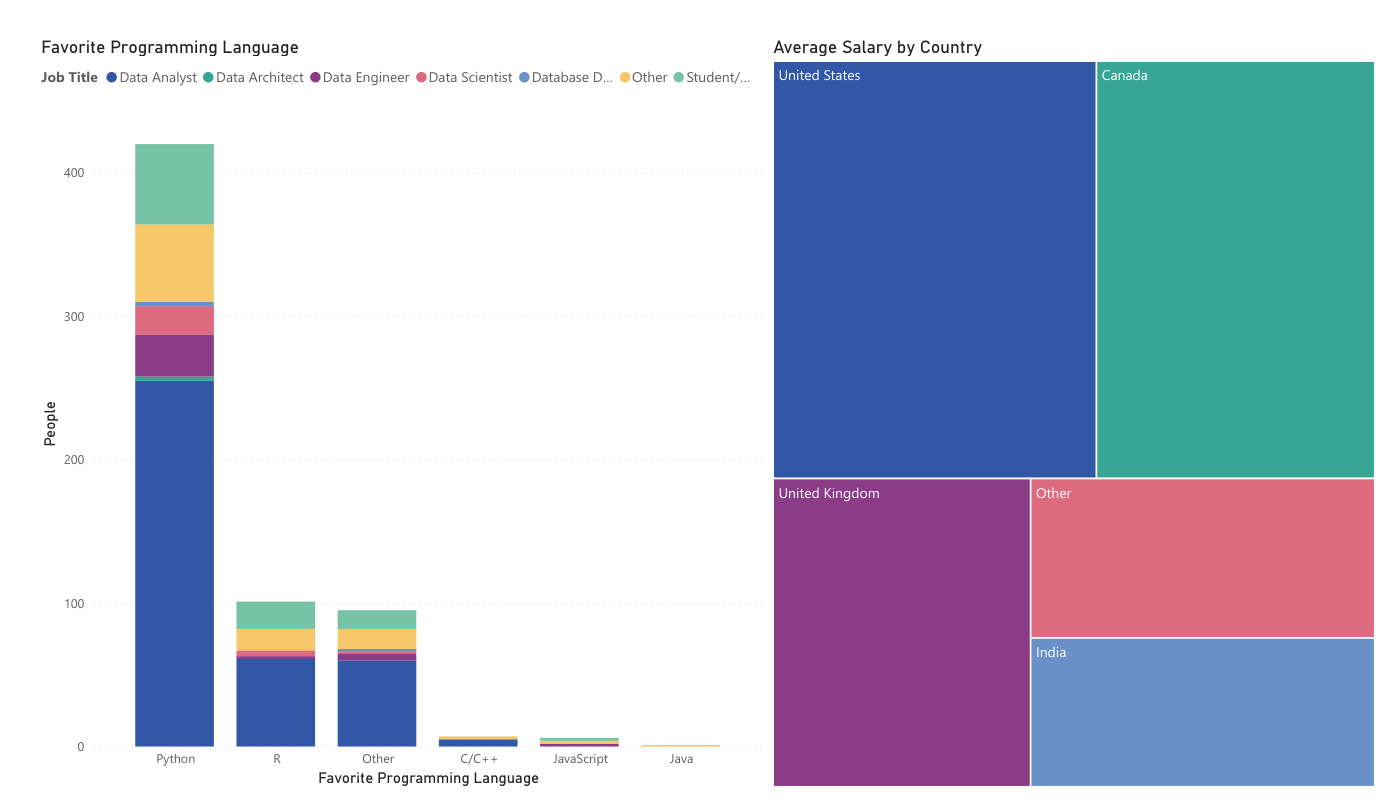 Favorite Programming Language
Job Title Data Analyst Data Architect Data Engineer Data Scientist Database D... Other Student/...
400
300
200
100
0
People
Python R Other C/C++ JavaScript Java
Favorite Programming Language
Average Salary by Country
United States
Canada
United Kingdom
Other
India